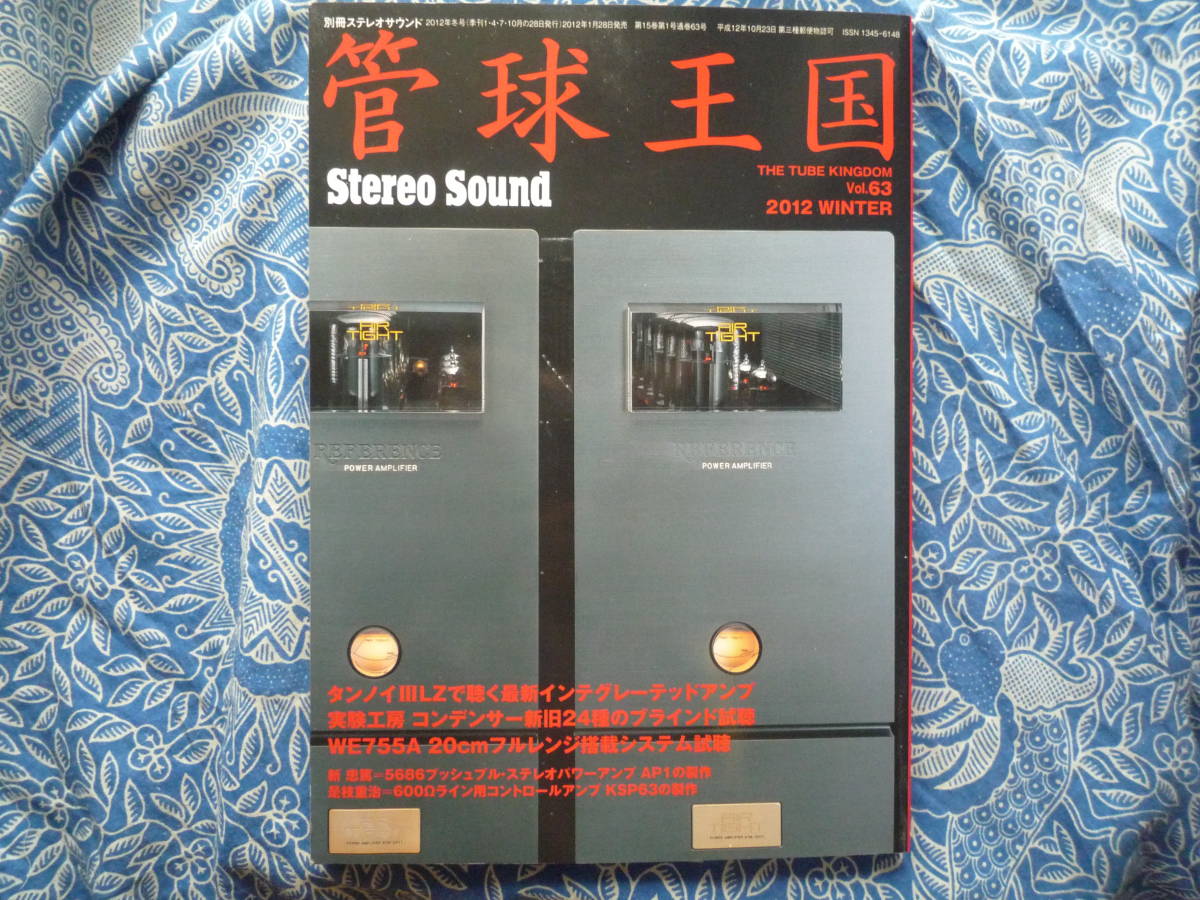 別冊ステレオサウンド 2012年冬号(季刊1・4・7・10月の28日発行)2012年1月28日発売 第15巻第1号通巻63号 平成12年10月23日 第三種郵便物認可 ISSN 1345-6148
管球王国
Stereo Sound
THE TUBE KINGDOM
Vol.63
2012 WINTER
AIR
TIGHT
AIR
TIGHT
REFERENCE
POWER AMPLIFIER
REFERENCE
POWER AMPLIFIER
タンノイIIILZで聴く最新インテグレーテッドアンプ
実験工房 コンデンサー新旧24種のブラインド試聴
WE755A 20cmフルレンジ搭載システム試聴
新 忠篤=5686プッシュプル・ステレオパワーアンプ AP1の製作
是枝重治=600Ωライン用コントロールアンプ KSP63の製作
AIR
TIGHT